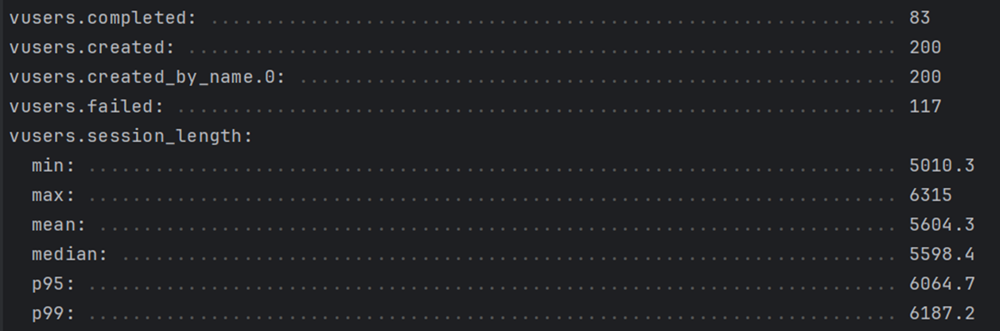 vusers.completed: .............................................................. 83
vusers.created: ................................................................ 200
vusers.created_by_name.0: ...................................................... 200
vusers.failed: ................................................................. 117
vusers.session_length:
  min: ......................................................................... 5010.3
  max: ......................................................................... 6315
  mean: ........................................................................ 5604.3
  median: ...................................................................... 5598.4
  p95: ......................................................................... 6064.7
  p99: ......................................................................... 6187.2